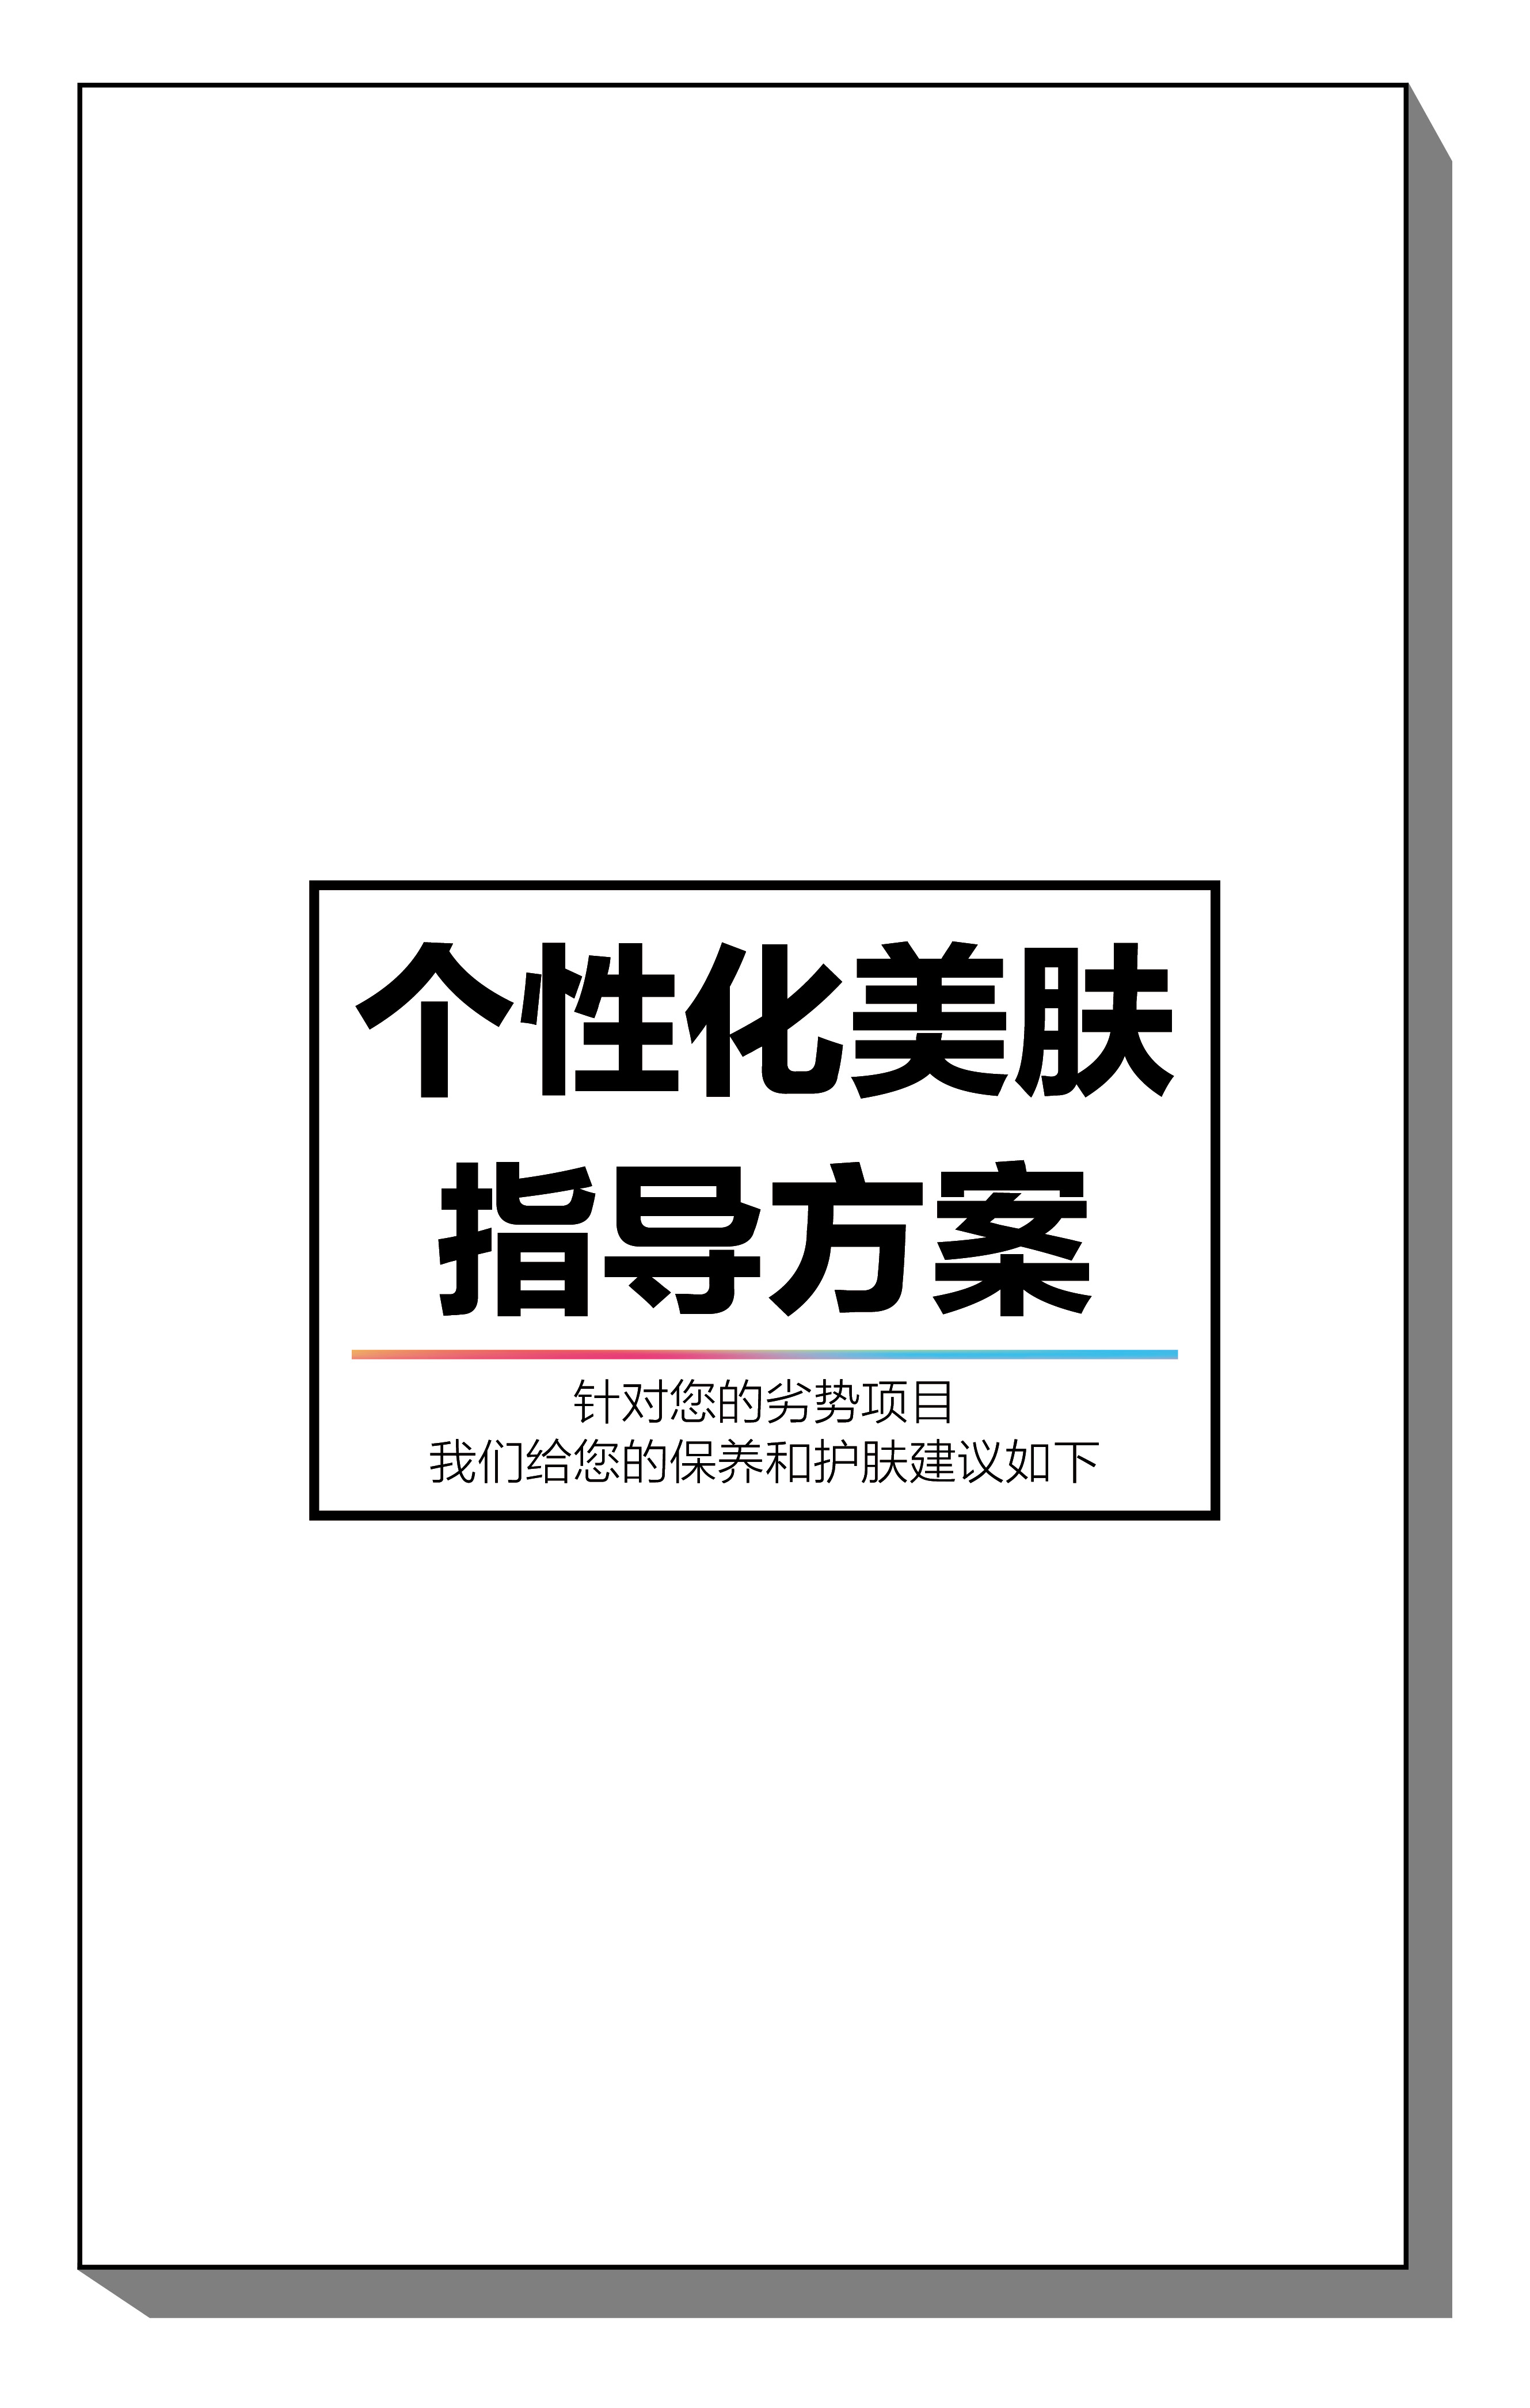 个性化美肤
指导方案
针对您的劣势项目
我们给您的保养和护肤建议如下